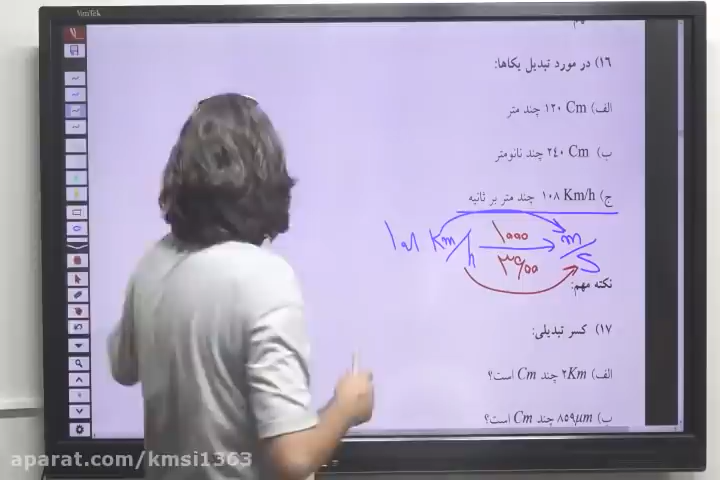 VestTek
۱۶) در مورد تبدیل یکاها:
الف) ۱۲۰ Cm چند متر
ب) ۲۴۰ Cm چند نانومتر
ج) ۱۰۸ Km/h چند متر بر ثانیه
۱۰۸ Km/h ۱۰۰۰ m/s
۳۶۰۰
نکته مهم:
۱۷) کسر تبدیلی:
الف) ۲Km چند Cm است؟
ب) ۸۵۹µm چند Cm است؟
aparat.com/kmsi1363